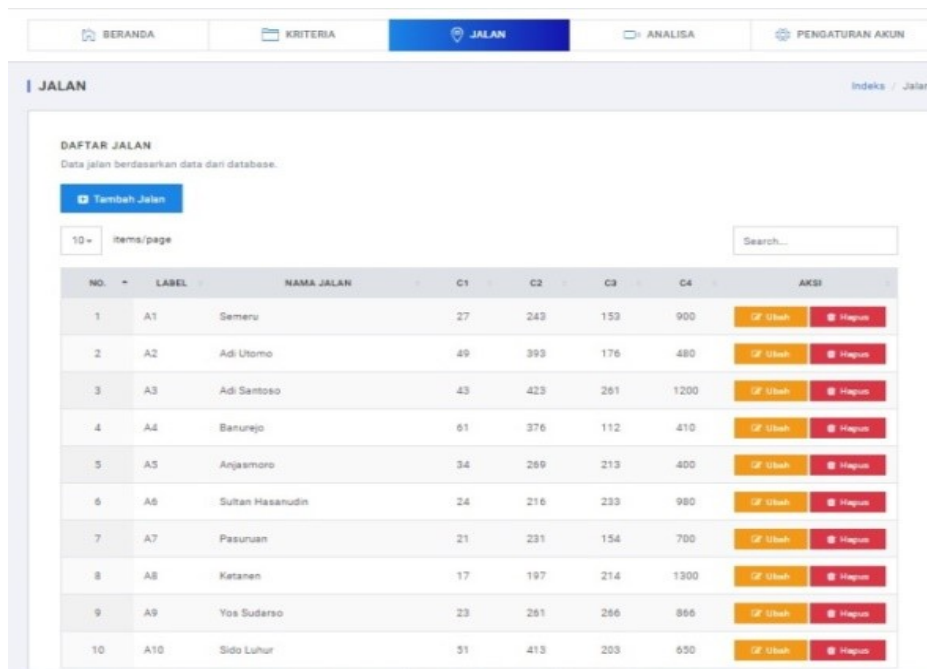 BERANDA KRITERIA JALAN ANALISA PENGATURAN AKUN
JALAN
Indeks / Jalan
DAFTAR JALAN
Data jalan berdasarkan data dari database.
Tambah Jalan
10 items/page
Search...
NO. LABEL NAMA JALAN C1 C2 C3 C4 AKSI
1 A1 Semeru 27 243 153 900 Ubah Hapus
2 A2 Adi Utomo 49 393 176 480 Ubah Hapus
3 A3 Adi Santoso 43 423 261 1200 Ubah Hapus
4 A4 Banurejo 61 376 112 410 Ubah Hapus
5 A5 Anjasmoro 34 269 213 400 Ubah Hapus
6 A6 Sultan Hasanudin 24 216 233 980 Ubah Hapus
7 A7 Pasuruan 21 231 154 700 Ubah Hapus
8 A8 Ketanen 17 197 214 1300 Ubah Hapus
9 A9 Yos Sudarso 23 261 266 866 Ubah Hapus
10 A10 Sido Luhur 51 413 203 650 Ubah Hapus